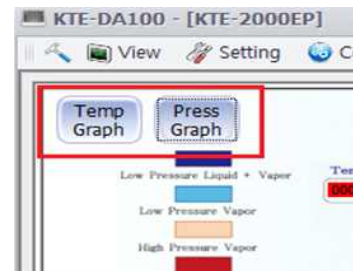 KTE-DA100 - [KTE-2000EP]
View Setting
Temp Graph
Press Graph
Low Pressure Liquid + Vapor
Low Pressure Vapor
High Pressure Vapor